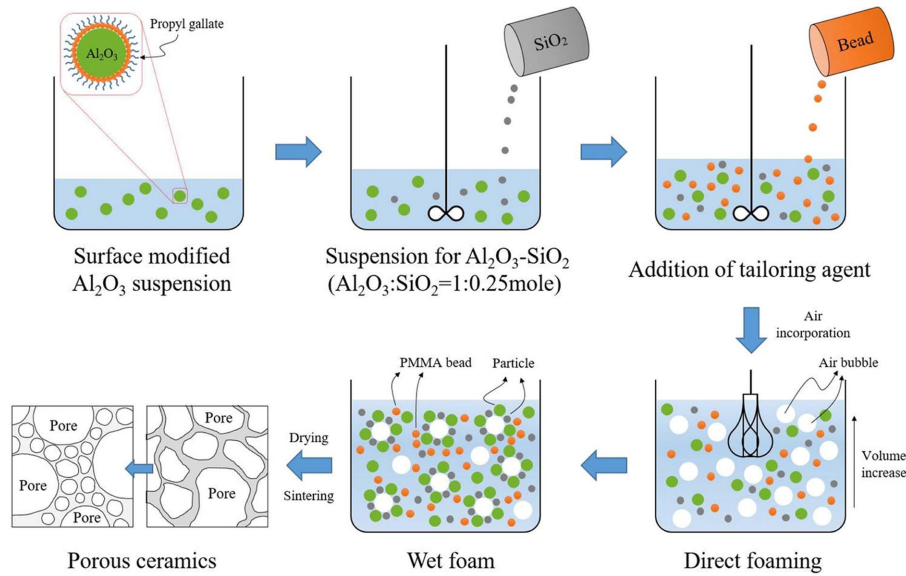 Propyl gallate
Al₂O₃
SiO₂
Bead
Surface modified
Al₂O₃ suspension
Suspension for Al₂O₃-SiO₂
(Al₂O₃:SiO₂=1:0.25mole)
Addition of tailoring agent
Air
incorporation
PMMA bead
Particle
Air bubble
Pore
Pore
Pore
Pore
Pore
Drying
Sintering
Volume
increase
Porous ceramics
Wet foam
Direct foaming